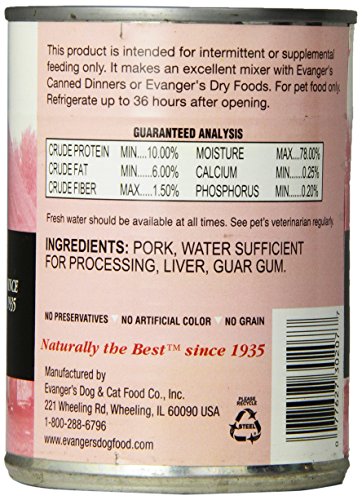 This product is intended for intermittent or supplemental
feeding only. It makes an excellent mixer with Evanger's
Canned Dinners or Evanger's Dry Foods. For pet food only.
Refrigerate up to 36 hours after opening.
GUARANTEED ANALYSIS
CRUDE PROTEIN MIN....10.00% MOISTURE MAX...78.00%
CRUDE FAT MIN......6.00% CALCIUM MIN.....0.25%
CRUDE FIBER MAX.....1.50% PHOSPHORUS MIN.....0.20%
Fresh water should be available at all times. See pet's veterinarian regularly.
INGREDIENTS: PORK, WATER SUFFICIENT
FOR PROCESSING, LIVER, GUAR GUM.
NO PRESERVATIVES ▼ NO ARTIFICIAL COLOR ▼ NO GRAIN
Naturally the Best™ since 1935
Manufactured by
Evanger's Dog & Cat Food Co., Inc.
221 Wheeling Rd, Wheeling, IL 60090 USA
1-800-288-6796
www.evangersdogfood.com
PLEASE
RECYCLE
STEEL
NCE
1935